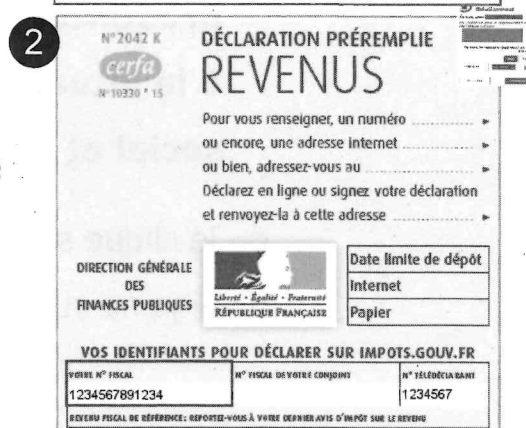 2
N° 2042 K
cerfa
N° 10330 * 15
DÉCLARATION PRÉREMPLIE
REVENUS
Pour vous renseigner, un numéro
ou encore, une adresse internet
ou bien, adressez-vous au
Déclarez en ligne ou signez votre déclaration
et renvoyez-la à cette adresse
DIRECTION GÉNÉRALE
DES
FINANCES PUBLIQUES
Liberté • Égalité • Fraternité
RÉPUBLIQUE FRANÇAISE
Date limite de dépôt
Internet
Papier
VOS IDENTIFIANTS POUR DÉCLARER SUR IMPOTS.GOUV.FR
VOTRE N° FISCAL
N° FISCAL DE VOTRE CONJOINT
N° TÉLÉDÉCLARANT
1234567891234
1234567
REVENU FISCAL DE RÉFÉRENCE : REPORTEZ-VOUS À VOTRE DERNIER AVIS D'IMPÔT SUR LE REVENU